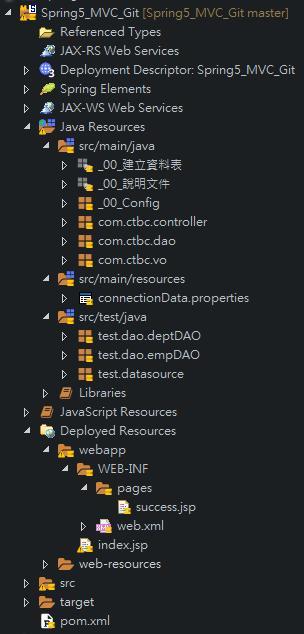 Spring5_MVC_Git [Spring5_MVC_Git master]
Referenced Types
JAX-RS Web Services
Deployment Descriptor: Spring5_MVC_Git
Spring Elements
JAX-WS Web Services
Java Resources
src/main/java
_00_建立資料表
_00_說明文件
_00_Config
com.ctbc.controller
com.ctbc.dao
com.ctbc.vo
src/main/resources
connectionData.properties
src/test/java
test.dao.deptDAO
test.dao.empDAO
test.datasource
Libraries
JavaScript Resources
Deployed Resources
webapp
WEB-INF
pages
success.jsp
web.xml
index.jsp
web-resources
src
target
pom.xml